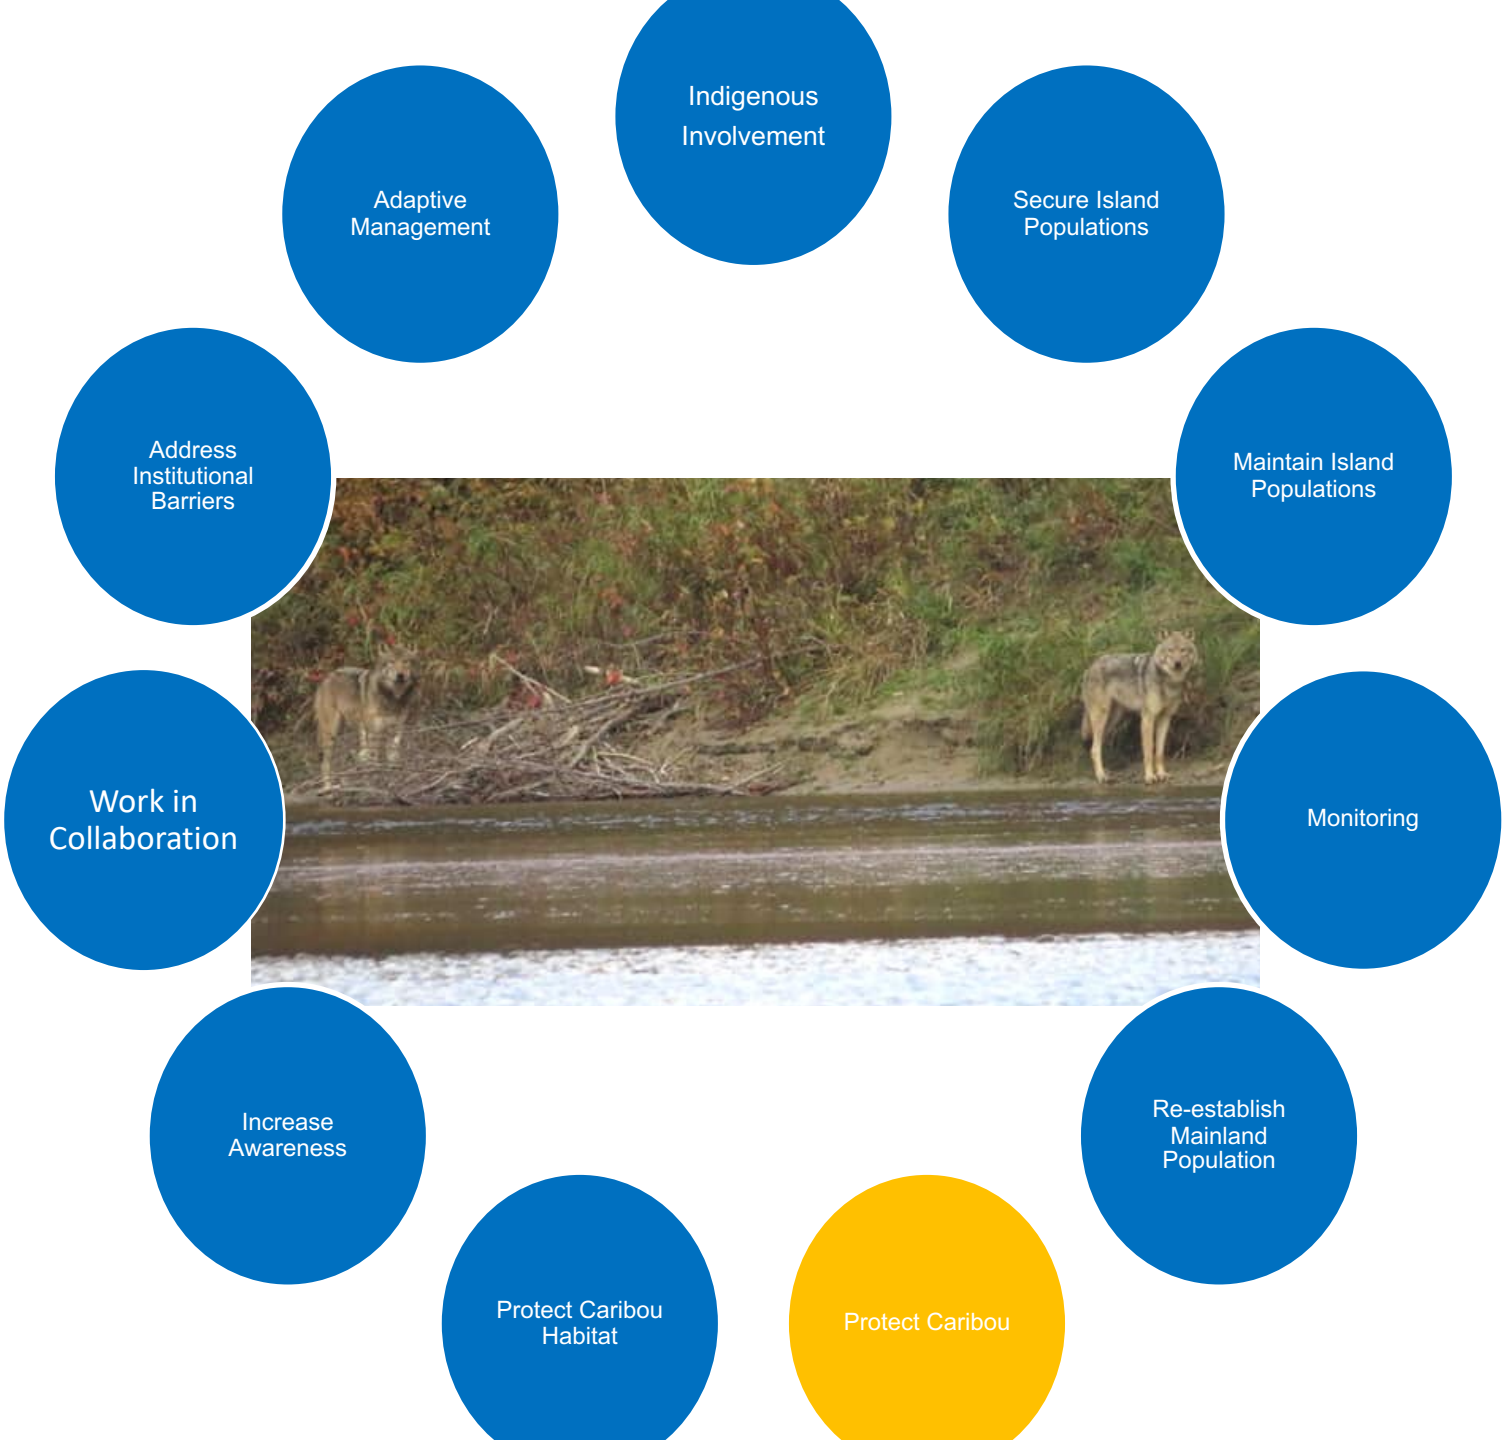 Indigenous
Involvement
Secure Island
Populations
Maintain Island
Populations
Monitoring
Re-establish
Mainland
Population
Protect Caribou
Protect Caribou
Habitat
Increase
Awareness
Work in
Collaboration
Address
Institutional
Barriers
Adaptive
Management